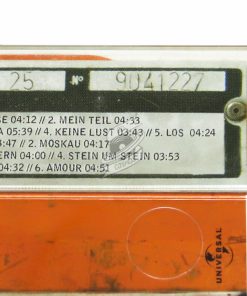 25 No 9041227
SE 04:12 // 2. MEIN TEIL 04:33
A 05:39 // 4. KEINE LUST 03:43 // 5. LOS 04:24
3:47 // 2. MOSKAU 04:17
ERN 04:00 // 4. STEIN UM STEIN 03:53
4:32 // 6. AMOUR 04:51
UNIVERSAL